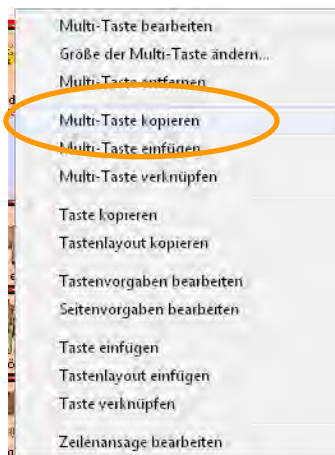 Multi-Taste bearbeiten
Größe der Multi-Taste ändern...
Multi-Taste entfernen
Multi-Taste kopieren
Multi-Taste einfügen
Multi-Taste verknüpfen
Taste kopieren
Tastenlayout kopieren
Tastenvorgaben bearbeiten
Seitenvorgaben bearbeiten
Taste einfügen
Tastenlayout einfügen
Taste verknüpfen
Zeilenansage bearbeiten